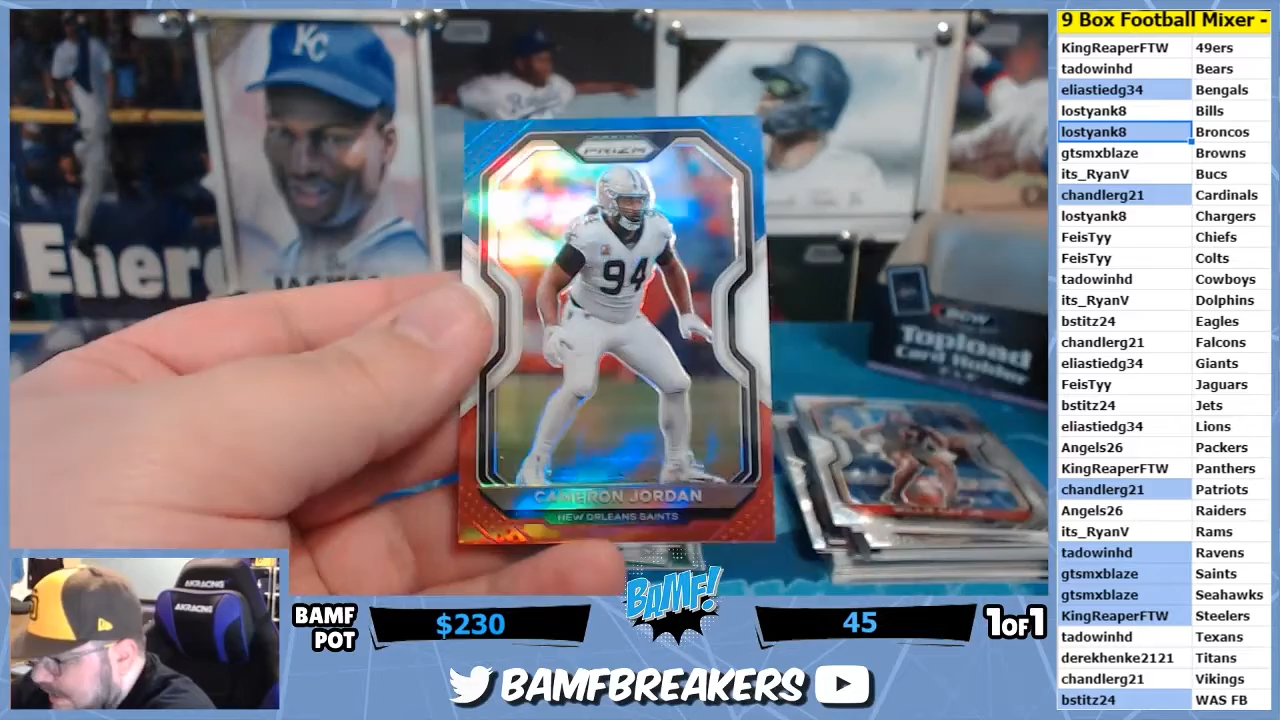 9 Box Football Mixer -
KingReaperFTW 49ers
tadowinhd Bears
eliastiedg34 Bengals
lostyank8 Bills
lostyank8 Broncos
gtsmxblaze Browns
its_RyanV Bucs
chandlerg21 Cardinals
lostyank8 Chargers
FeisTyy Chiefs
FeisTyy Colts
tadowinhd Cowboys
its_RyanV Dolphins
bstitz24 Eagles
chandlerg21 Falcons
eliastiedg34 Giants
FeisTyy Jaguars
bstitz24 Jets
eliastiedg34 Lions
Angels26 Packers
KingReaperFTW Panthers
chandlerg21 Patriots
Angels26 Raiders
its_RyanV Rams
tadowinhd Ravens
gtsmxblaze Saints
gtsmxblaze Seahawks
KingReaperFTW Steelers
tadowinhd Texans
derekhenke2121 Titans
chandlerg21 Vikings
bstitz24 WAS FB
KC
Energ
PRIZM
94
CAMERON JORDAN
NEW ORLEANS SAINTS
Topload
Card Holder
AKRACING
AKRACING
BAMF
POT
$230
BAMF!
45
1OF1
BAMFBREAKERS